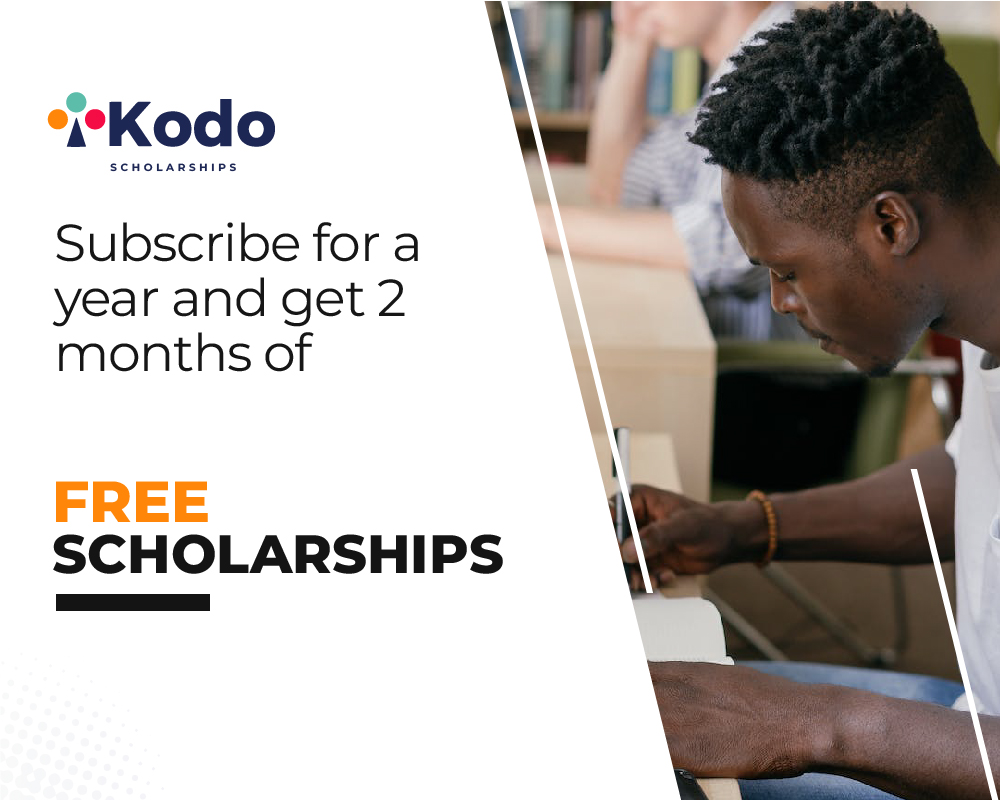 Kodo
SCHOLARSHIPS
Subscribe for a
year and get 2
months of
FREE
SCHOLARSHIPS